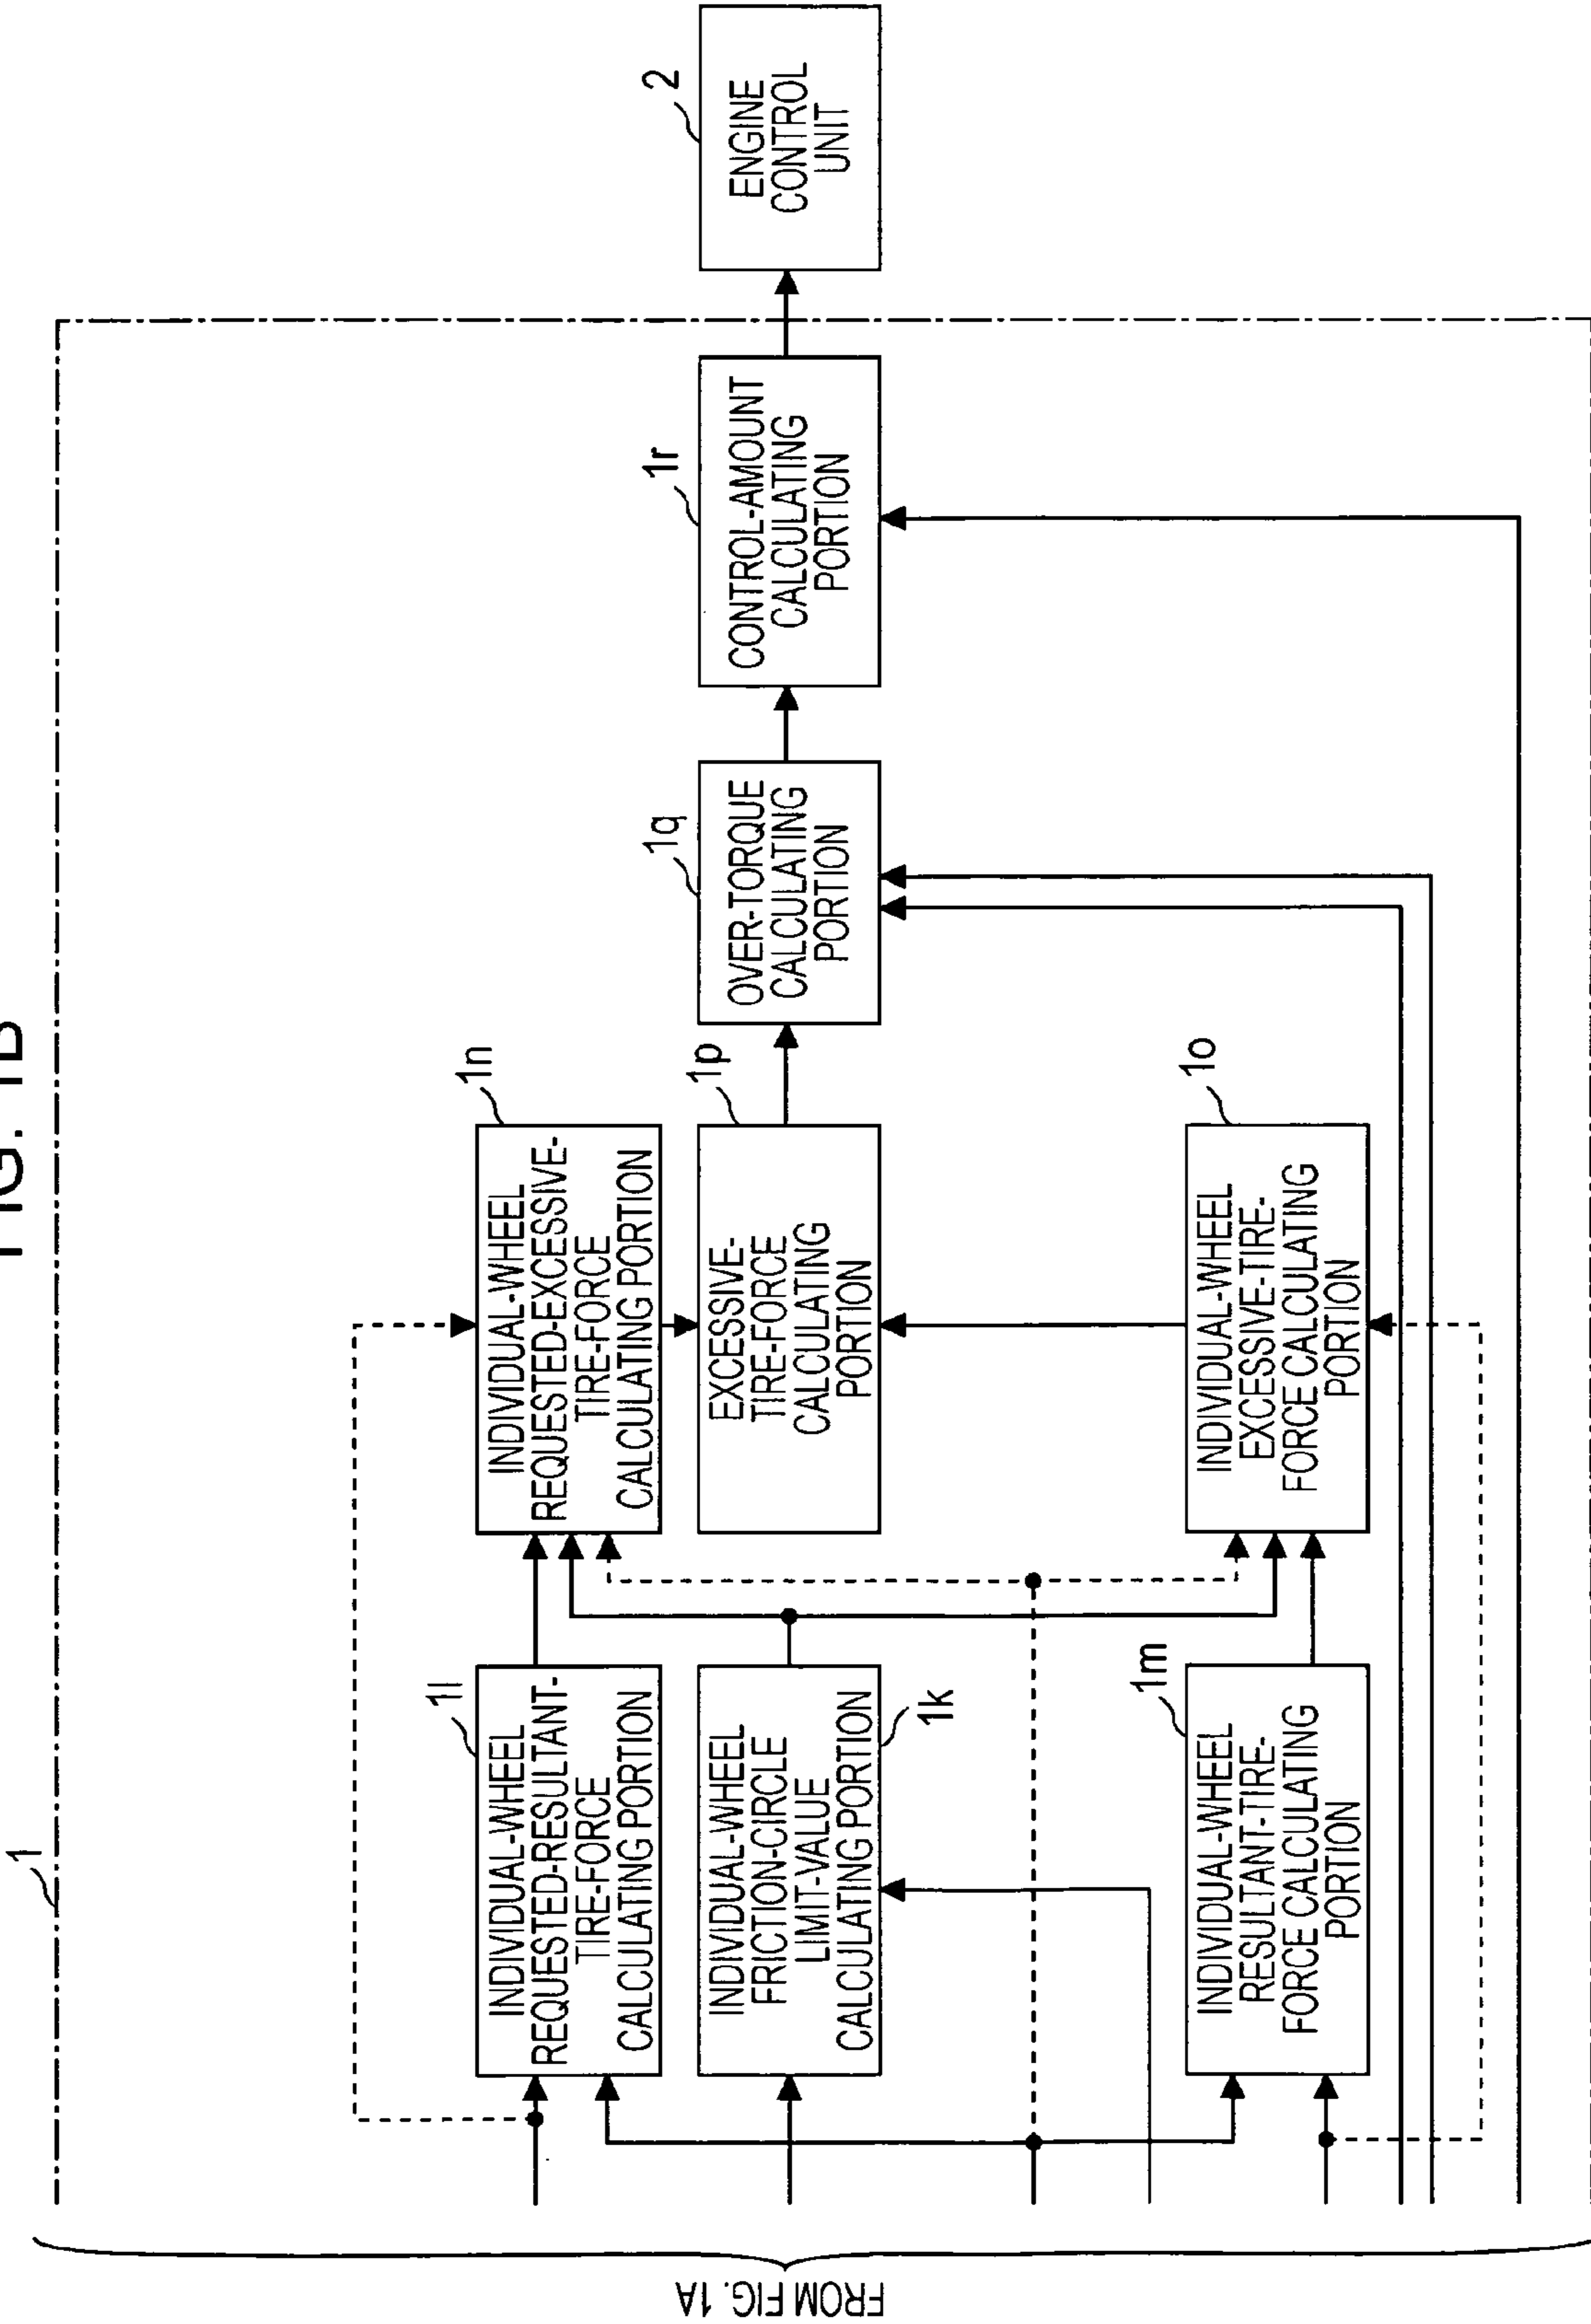 FIG. 1B
1
FROM FIG. 1A
1l
INDIVIDUAL-WHEEL
REQUESTED-RESULTANT-
TIRE-FORCE
CALCULATING PORTION
1n
INDIVIDUAL-WHEEL
REQUESTED-EXCESSIVE-
TIRE-FORCE
CALCULATING PORTION
INDIVIDUAL-WHEEL
FRICTION-CIRCLE
LIMIT-VALUE
CALCULATING PORTION
1k
1p
EXCESSIVE-
TIRE-FORCE
CALCULATING
PORTION
1q
OVER-TORQUE
CALCULATING
PORTION
1r
CONTROL-AMOUNT
CALCULATING
PORTION
2
ENGINE
CONTROL
UNIT
1m
INDIVIDUAL-WHEEL
RESULTANT-TIRE-
FORCE CALCULATING
PORTION
1o
INDIVIDUAL-WHEEL
EXCESSIVE-TIRE-
FORCE CALCULATING
PORTION